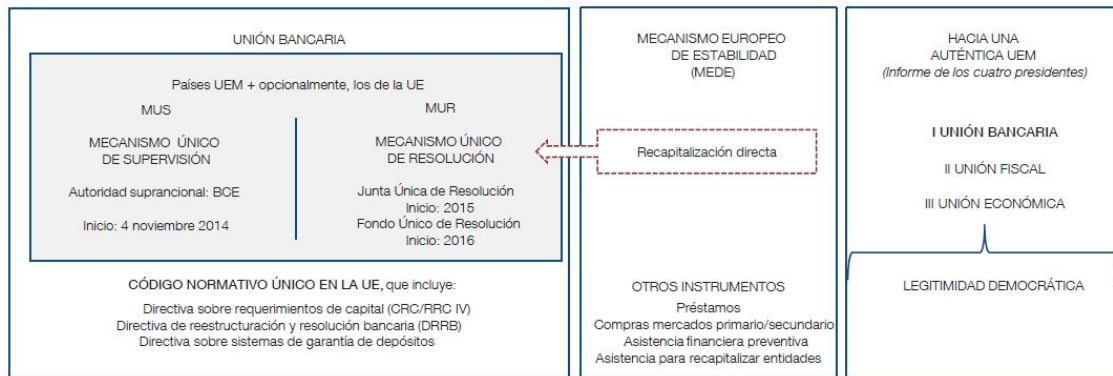 UNIÓN BANCARIA
Países UEM + opcionalmente, los de la UE
MUS
MECANISMO ÚNICO
DE SUPERVISIÓN
Autoridad suprancional: BCE
Inicio: 4 noviembre 2014
MUR
MECANISMO ÚNICO
DE RESOLUCIÓN
Junta Única de Resolución
Inicio: 2015
Fondo Único de Resolución
Inicio: 2016
CÓDIGO NORMATIVO ÚNICO EN LA UE, que incluye:
Directiva sobre requerimientos de capital (CRC/RRC IV)
Directiva de reestructuración y resolución bancaria (DRRB)
Directiva sobre sistemas de garantía de depósitos
MECANISMO EUROPEO
DE ESTABILIDAD
(MEDE)
Recapitalización directa
OTROS INSTRUMENTOS
Préstamos
Compras mercados primario/secundario
Asistencia financiera preventiva
Asistencia para recapitalizar entidades
HACIA UNA
AUTÉNTICA UEM
(Informe de los cuatro presidentes)
I UNIÓN BANCARIA
II UNIÓN FISCAL
III UNIÓN ECONÓMICA
LEGITIMIDAD DEMOCRÁTICA